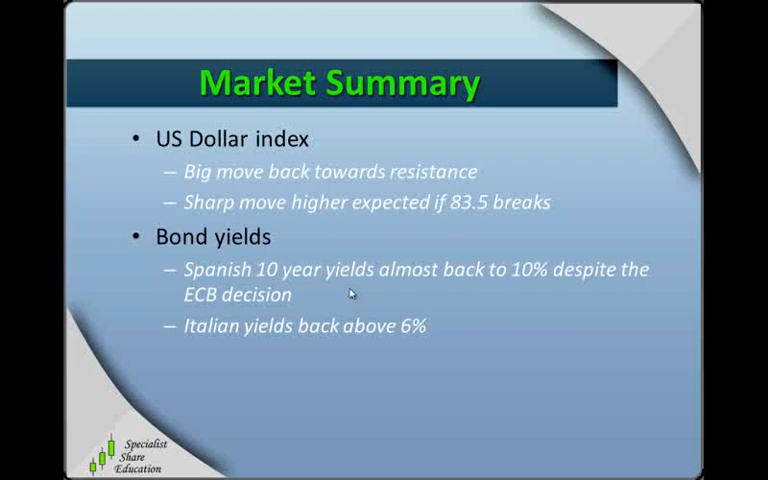 Market Summary
• US Dollar index
– Big move back towards resistance
– Sharp move higher expected if 83.5 breaks
• Bond yields
– Spanish 10 year yields almost back to 10% despite the
ECB decision
– Italian yields back above 6%
Specialist
Share
Education